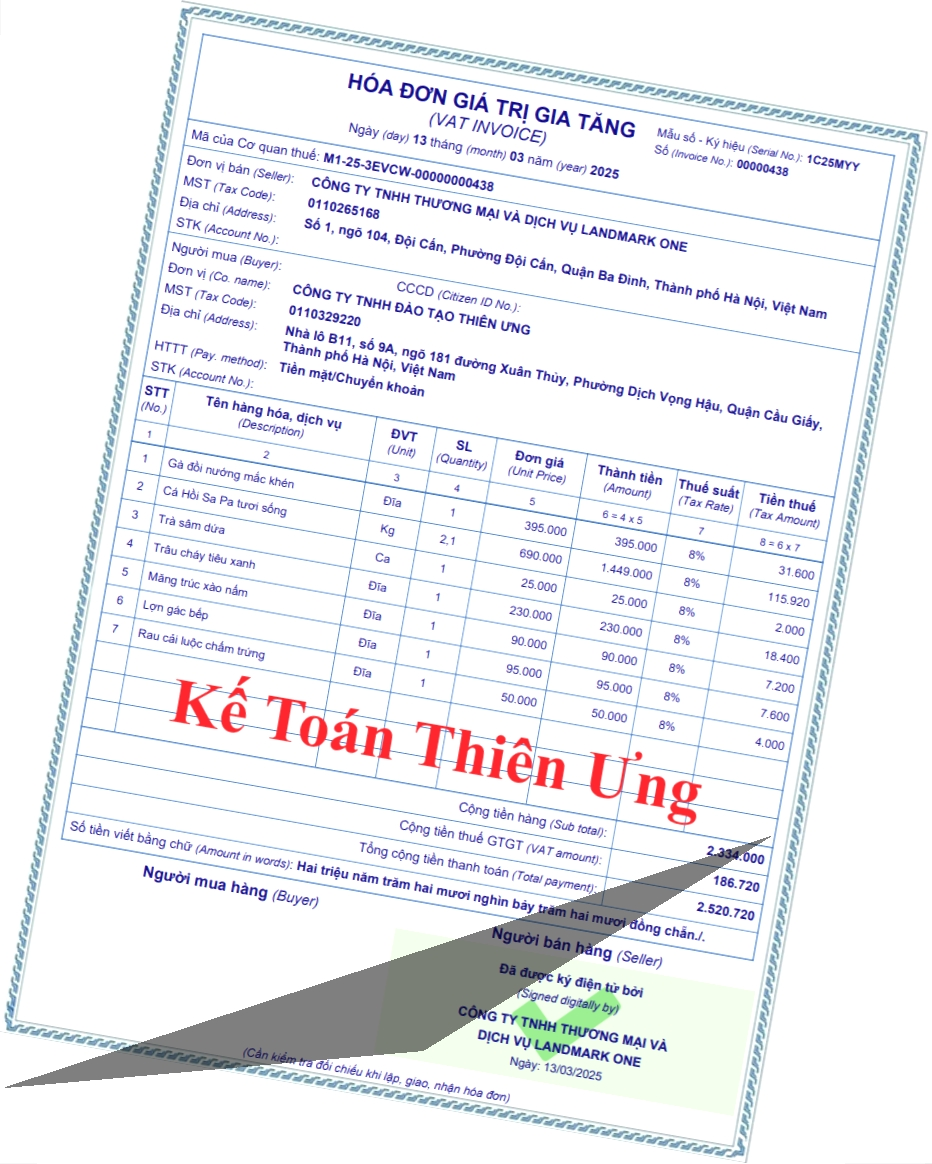 HÓA ĐƠN GIÁ TRỊ GIA TĂNG
(VAT INVOICE)
Ngày (day) 13 tháng (month) 03 năm (year) 2025
Mẫu số - Ký hiệu (Serial No.): 1C25MYY
Số (Invoice No.): 00000438
Mã của Cơ quan thuế: M1-25-3EVCW-00000000438
Đơn vị bán (Seller): CÔNG TY TNHH THƯƠNG MẠI VÀ DỊCH VỤ LANDMARK ONE
MST (Tax Code): 0110265168
Địa chỉ (Address): Số 1, ngõ 104, Đội Cấn, Phường Đội Cấn, Quận Ba Đình, Thành phố Hà Nội, Việt Nam
STK (Account No.):
Người mua (Buyer): CCCD (Citizen ID No.):
Đơn vị (Co. name): CÔNG TY TNHH ĐÀO TẠO THIÊN ƯNG
MST (Tax Code): 0110329220
Địa chỉ (Address): Nhà lô B11, số 9A, ngõ 181 đường Xuân Thủy, Phường Dịch Vọng Hậu, Quận Cầu Giấy,
Thành phố Hà Nội, Việt Nam
HTTT (Pay. method): Tiền mặt/Chuyển khoản
STK (Account No.):
STT (No.) Tên hàng hóa, dịch vụ (Description) ĐVT (Unit) SL (Quantity) Đơn giá (Unit Price) Thành tiền (Amount) Thuế suất (Tax Rate) Tiền thuế (Tax Amount)
1 2 3 4 5 6 = 4 x 5 7 8 = 6 x 7
1 Gà đồi nướng mắc khén Đĩa 1 395.000 395.000 8% 31.600
2 Cá Hồi Sa Pa tươi sống Kg 2,1 690.000 1.449.000 8% 115.920
3 Trà sâm dứa Ca 1 25.000 25.000 8% 2.000
4 Trâu cháy tiêu xanh Đĩa 1 230.000 230.000 8% 18.400
5 Măng trúc xào nấm Đĩa 1 90.000 90.000 8% 7.200
6 Lợn gác bếp Đĩa 1 95.000 95.000 8% 7.600
7 Rau cải luộc chấm trứng Đĩa 1 50.000 50.000 8% 4.000
Kế Toán Thiên Ưng
Cộng tiền hàng (Sub total): 2.334.000
Cộng tiền thuế GTGT (VAT amount): 186.720
Tổng cộng tiền thanh toán (Total payment): 2.520.720
Số tiền viết bằng chữ (Amount in words): Hai triệu năm trăm hai mươi nghìn bảy trăm hai mươi đồng chẵn./.
Người mua hàng (Buyer)
Người bán hàng (Seller)
Đã được ký điện tử bởi
(Signed digitally by)
CÔNG TY TNHH THƯƠNG MẠI VÀ
DỊCH VỤ LANDMARK ONE
Ngày: 13/03/2025
(Cần kiểm tra đối chiếu khi lập, giao, nhận hóa đơn)